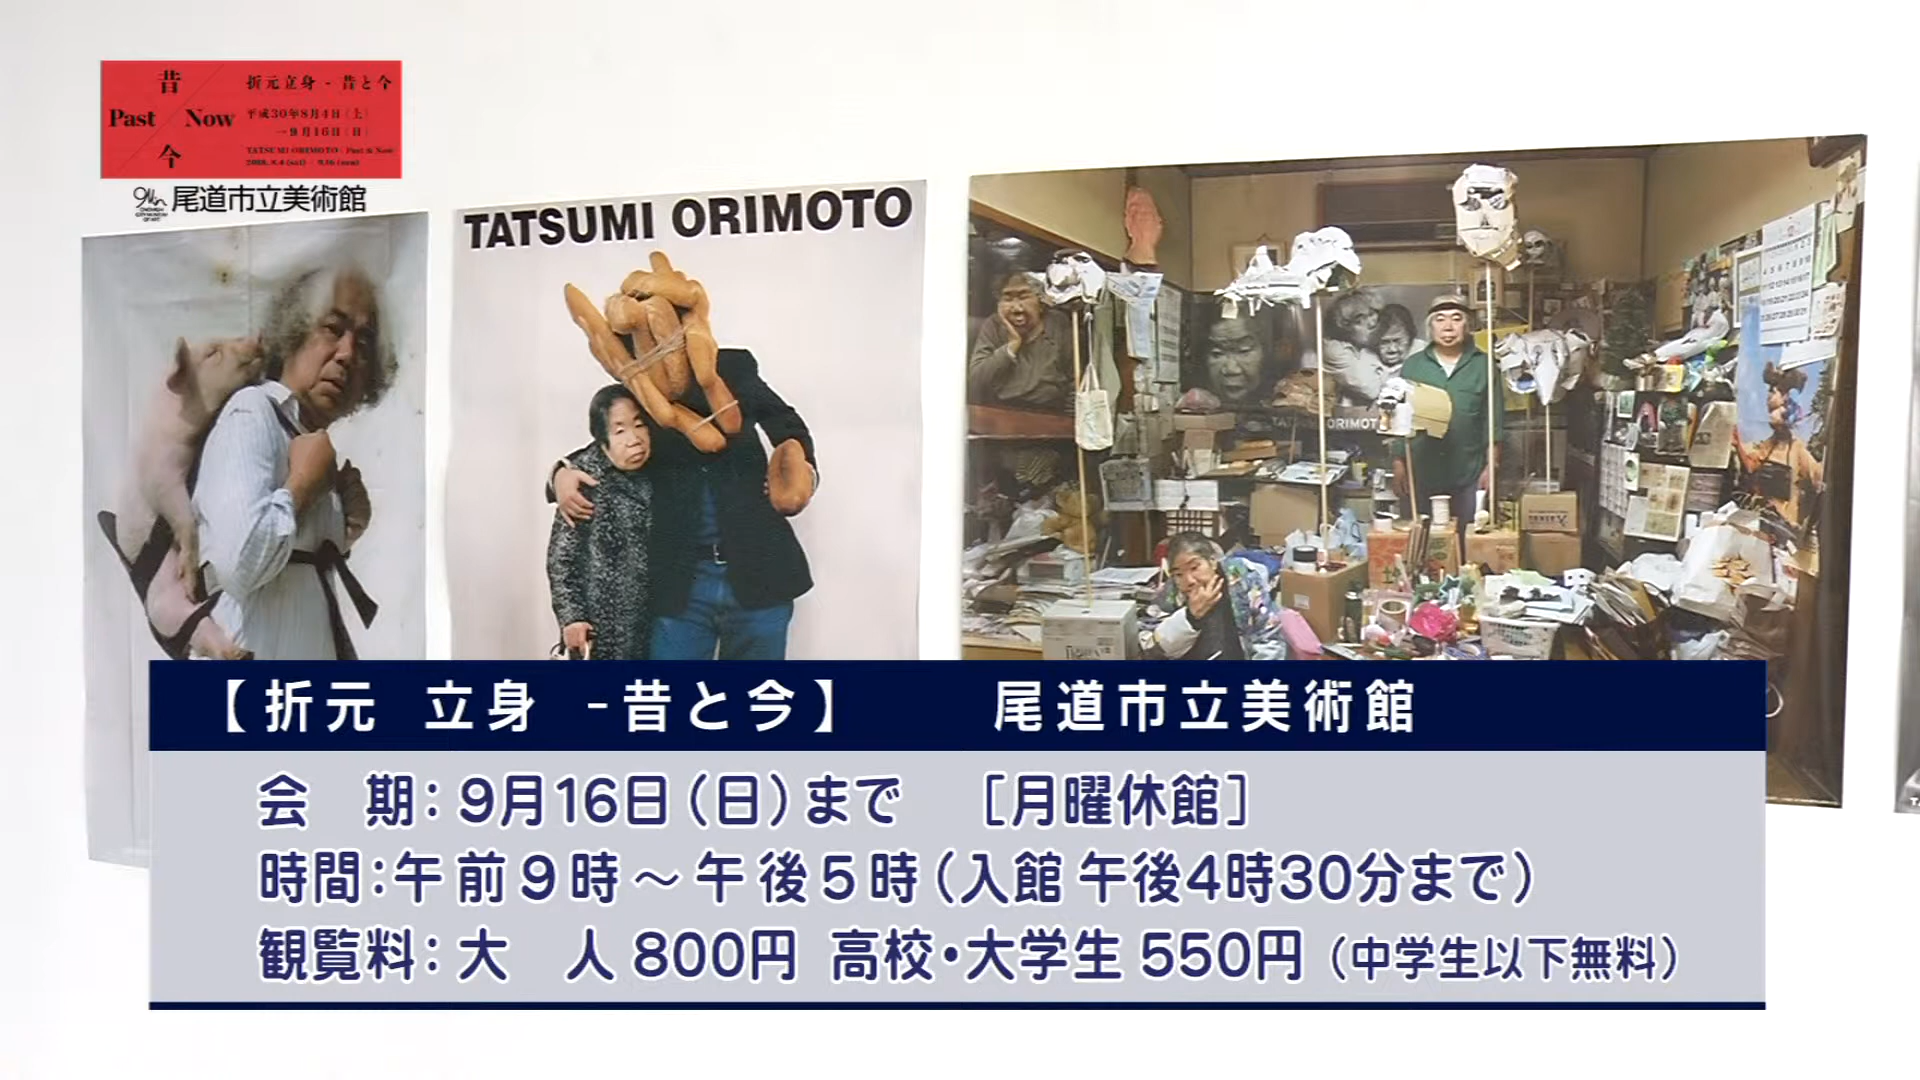 昔
Past
Now
今
折元立身 - 昔と今
平成30年8月4日(土)
→9月16日(日)
TATSUMI ORIMOTO : Past & Now
2018. 8.4 (sat) - 9.16 (sun)
尾道市立美術館
TATSUMI ORIMOTO
【折元 立身 -昔と今】 尾道市立美術館
会 期：9月16日（日）まで ［月曜休館］
時間：午前9時～午後5時（入館 午後4時30分まで）
観覧料：大 人 800円 高校・大学生 550円（中学生以下無料）